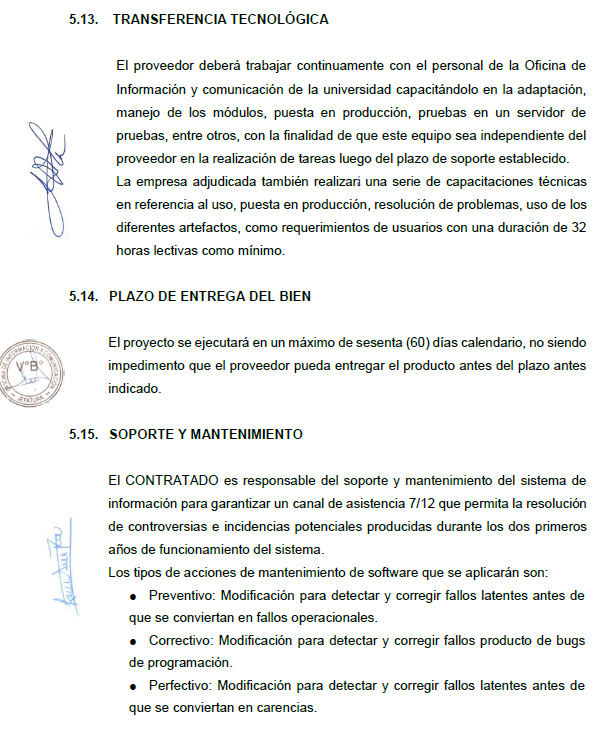 5.13. TRANSFERENCIA TECNOLÓGICA
El proveedor deberá trabajar continuamente con el personal de la Oficina de
Información y comunicación de la universidad capacitándolo en la adaptación,
manejo de los módulos, puesta en producción, pruebas en un servidor de
pruebas, entre otros, con la finalidad de que este equipo sea independiente del
proveedor en la realización de tareas luego del plazo de soporte establecido.
La empresa adjudicada también realizará una serie de capacitaciones técnicas
en referencia al uso, puesta en producción, resolución de problemas, uso de los
diferentes artefactos, como requerimientos de usuarios con una duración de 32
horas lectivas como mínimo.
5.14. PLAZO DE ENTREGA DEL BIEN
OFICINA DE INFORMACIÓN Y COMUNICACIÓN
V°B°
JEFATURA
El proyecto se ejecutará en un máximo de sesenta (60) días calendario, no siendo
impedimento que el proveedor pueda entregar el producto antes del plazo antes
indicado.
5.15. SOPORTE Y MANTENIMIENTO
El CONTRATADO es responsable del soporte y mantenimiento del sistema de
información para garantizar un canal de asistencia 7/12 que permita la resolución
de controversias e incidencias potenciales producidas durante los dos primeros
años de funcionamiento del sistema.
Los tipos de acciones de mantenimiento de software que se aplicarán son:
● Preventivo: Modificación para detectar y corregir fallos latentes antes de
que se conviertan en fallos operacionales.
● Correctivo: Modificación para detectar y corregir fallos producto de bugs
de programación.
● Perfectivo: Modificación para detectar y corregir fallos latentes antes de
que se conviertan en carencias.